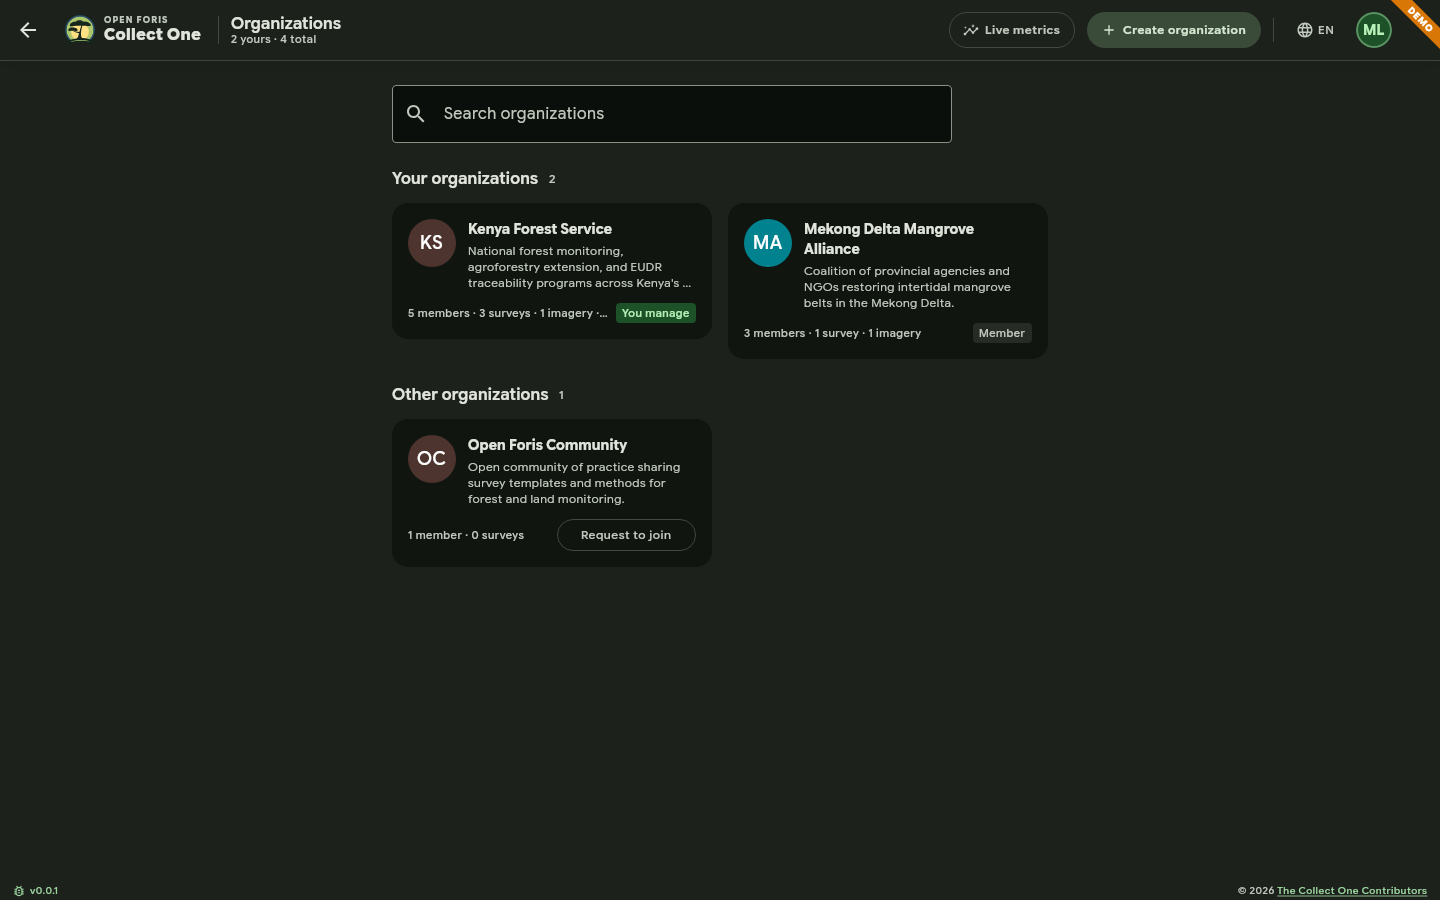 OPEN FORIS
Collect One
Organizations
2 yours · 4 total
Live metrics
+ Create organization
EN
ML
DEMO
Search organizations
Your organizations 2
KS
Kenya Forest Service
National forest monitoring,
agroforestry extension, and EUDR
traceability programs across Kenya's ...
5 members · 3 surveys · 1 imagery ·...
You manage
MA
Mekong Delta Mangrove
Alliance
Coalition of provincial agencies and
NGOs restoring intertidal mangrove
belts in the Mekong Delta.
3 members · 1 survey · 1 imagery
Member
Other organizations 1
OC
Open Foris Community
Open community of practice sharing
survey templates and methods for
forest and land monitoring.
1 member · 0 surveys
Request to join
v0.0.1
© 2026 The Collect One Contributors